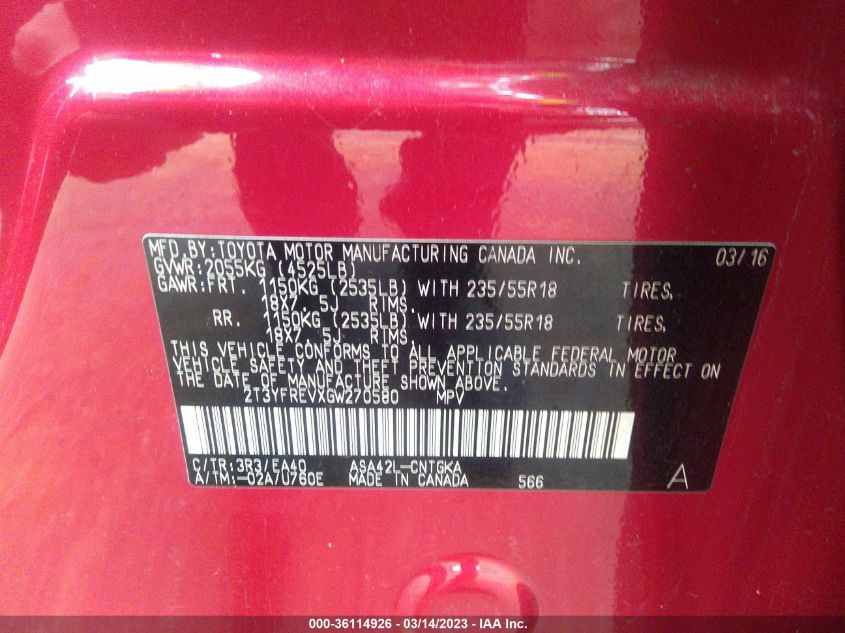 MFD. BY: TOYOTA MOTOR MANUFACTURING CANADA INC. 03/16
GVWR: 2055KG (4525LB)
GAWR: FRT. 1150KG (2535LB) WITH 235/55R18 TIRES,
18X7. 5J RIMS,
RR. 1150KG (2535LB) WITH 235/55R18 TIRES,
18X7. 5J RIMS,
THIS VEHICLE CONFORMS TO ALL APPLICABLE FEDERAL MOTOR
VEHICLE SAFETY AND THEFT PREVENTION STANDARDS IN EFFECT ON
THE DATE OF MANUFACTURE SHOWN ABOVE.
2T3YFREVXGW270580 MPV
C/TR: 3R3/EA40 ASA42L-CNTGKA
A/TM: -02A/U760E MADE IN CANADA 566 A
000-36114926 - 03/14/2023 - IAA Inc.